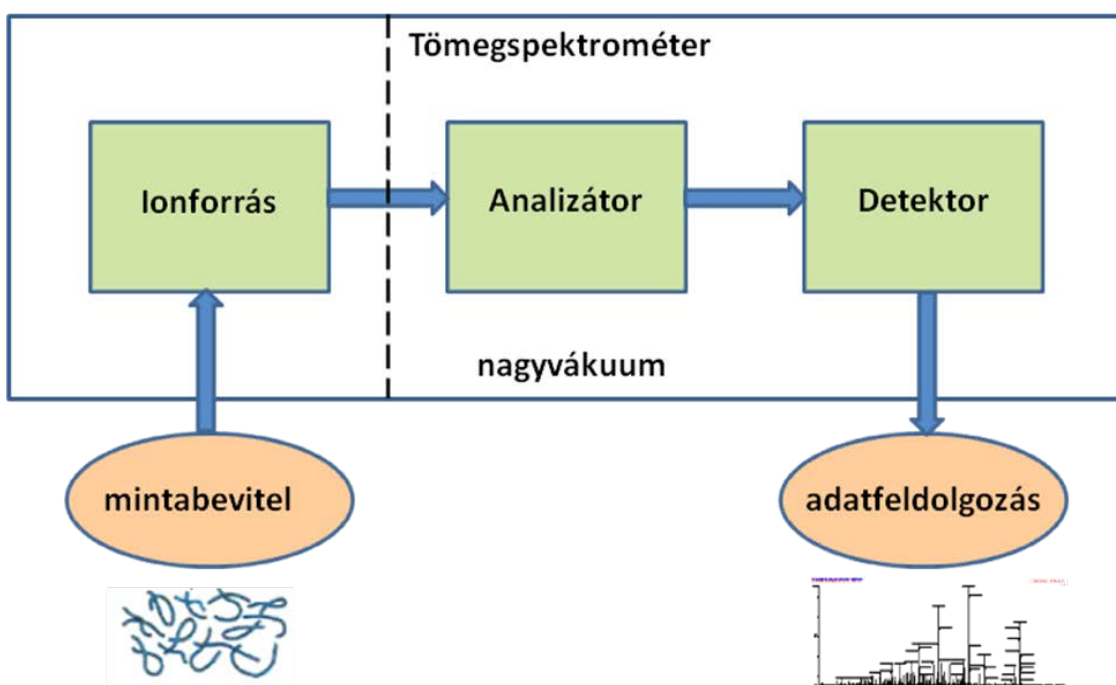 Tömegspektrométer
Ionforrás
Analizátor
Detektor
nagyvákuum
mintabevitel
adatfeldolgozás